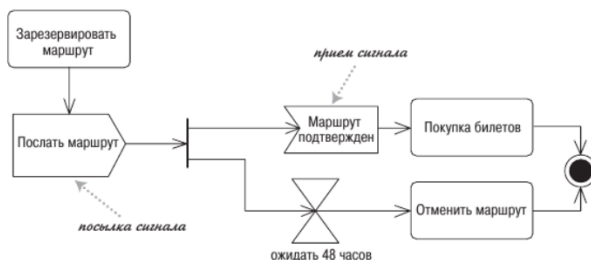 Зарезервировать
маршрут
прием сигнала
Послать маршрут
Маршрут
подтвержден
Покупка билетов
посылка сигнала
Отменить маршрут
ожидать 48 часов